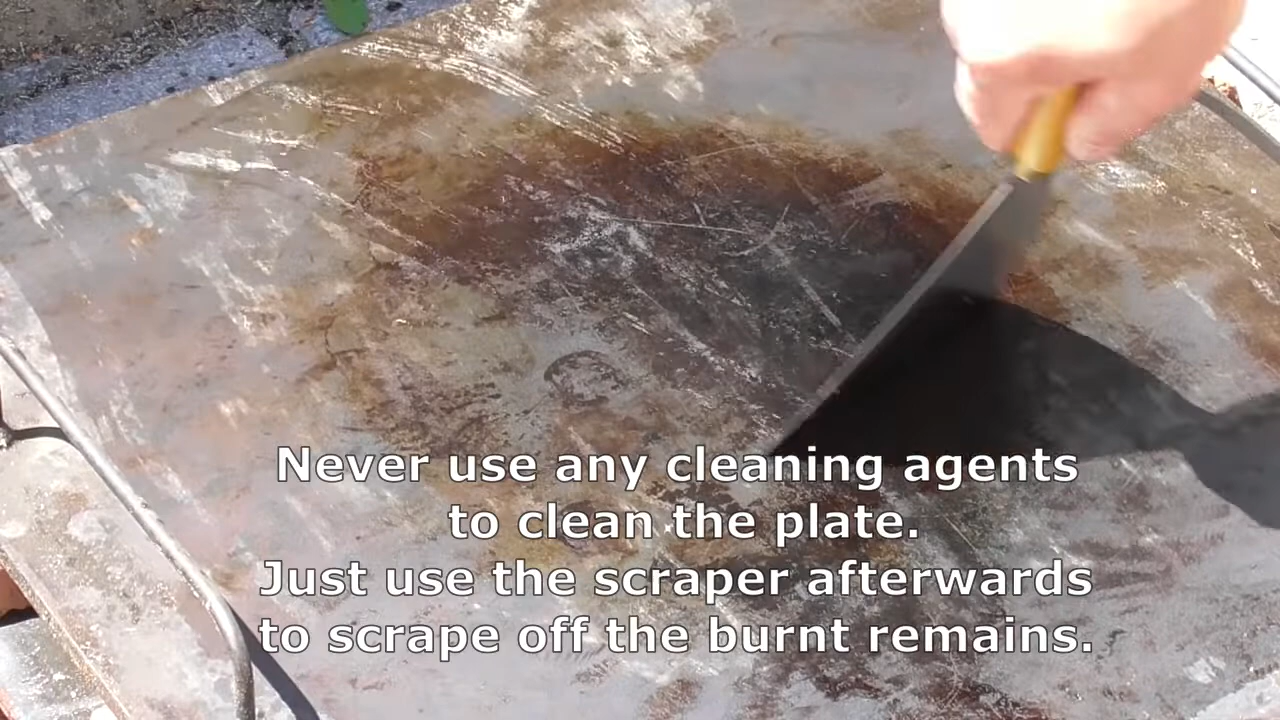 Never use any cleaning agents
to clean the plate.
Just use the scraper afterwards
to scrape off the burnt remains.